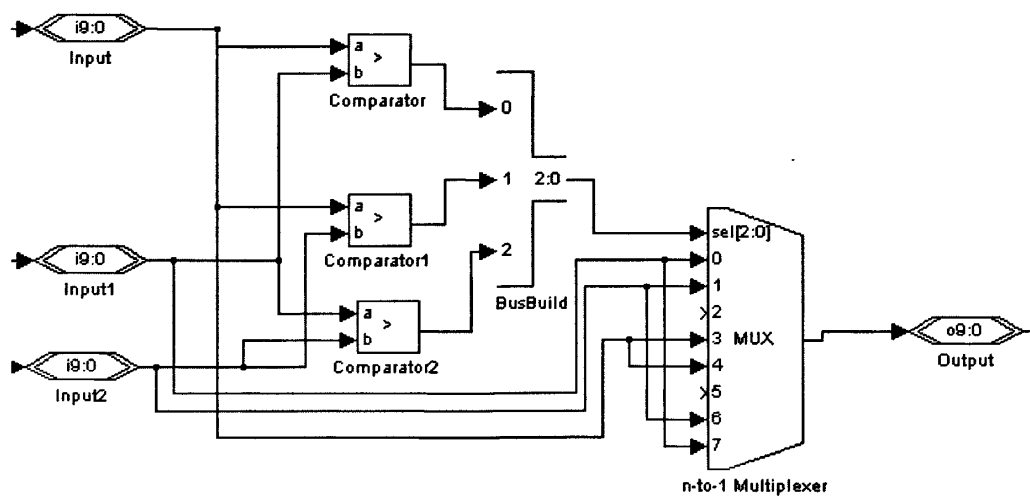 i9:0
Input
a
b
>
Comparator
0
1
2:0
a
b
>
Comparator1
2
BusBuild
i9:0
Input1
a
b
>
Comparator2
i9:0
Input2
sel[2:0]
0
1
2
3 MUX
4
5
6
7
n-to-1 Multiplexer
o9:0
Output